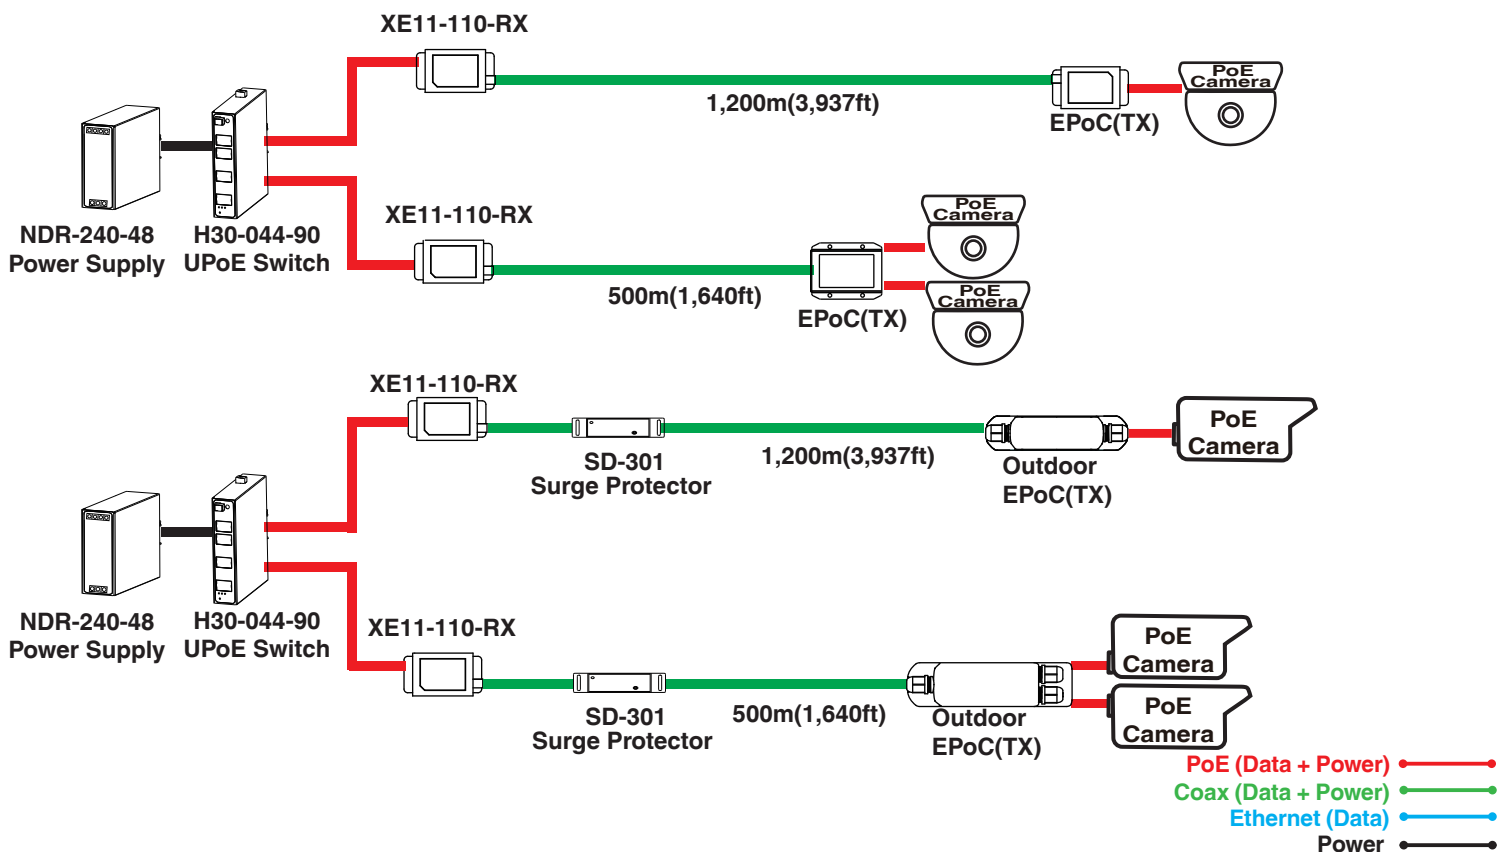 XE11-110-RX
PoE
Camera
1,200m(3,937ft)
EPoC(TX)
NDR-240-48
Power Supply
H30-044-90
UPoE Switch
XE11-110-RX
PoE
Camera
500m(1,640ft)
EPoC(TX)
PoE
Camera
XE11-110-RX
SD-301
Surge Protector
1,200m(3,937ft)
Outdoor
EPoC(TX)
PoE
Camera
NDR-240-48
Power Supply
H30-044-90
UPoE Switch
XE11-110-RX
SD-301
Surge Protector
500m(1,640ft)
Outdoor
EPoC(TX)
PoE
Camera
PoE
Camera
PoE (Data + Power)
Coax (Data + Power)
Ethernet (Data)
Power